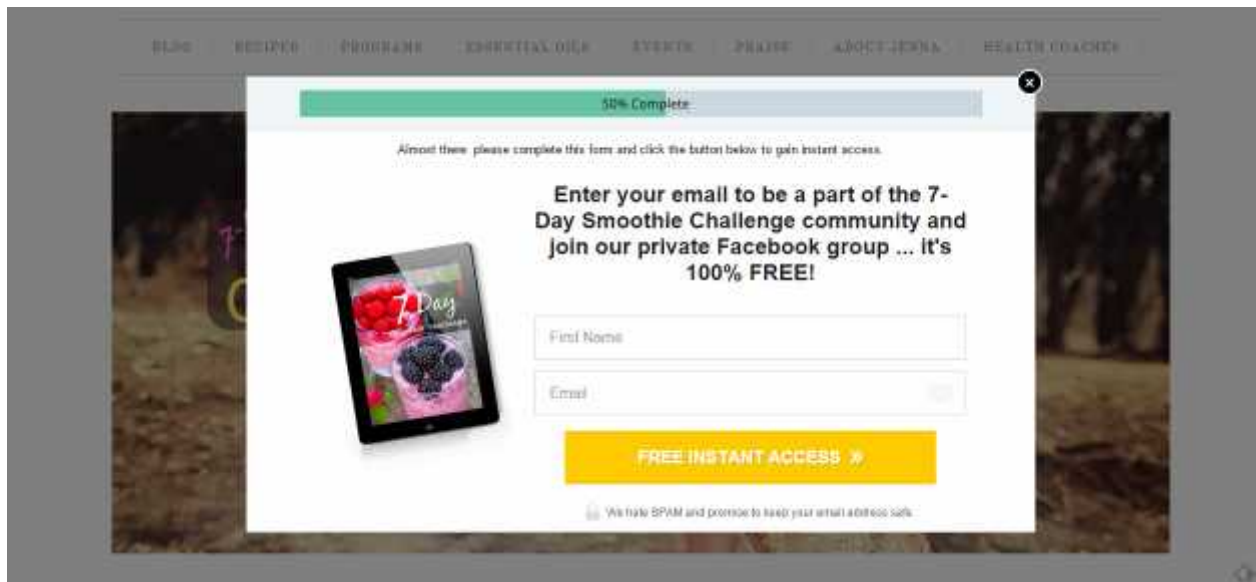 BLOG RECIPES PROGRAMS ESSENTIAL OILS EVENTS PRAISE ABOUT JENNA HEALTH COACHES
50% Complete
Almost there please complete this form and click the button below to gain instant access.
Enter your email to be a part of the 7-
Day Smoothie Challenge community and
join our private Facebook group ... it's
100% FREE!
7 Day
Challenge
First Name
Email
FREE INSTANT ACCESS »
We hate SPAM and promise to keep your email address safe.